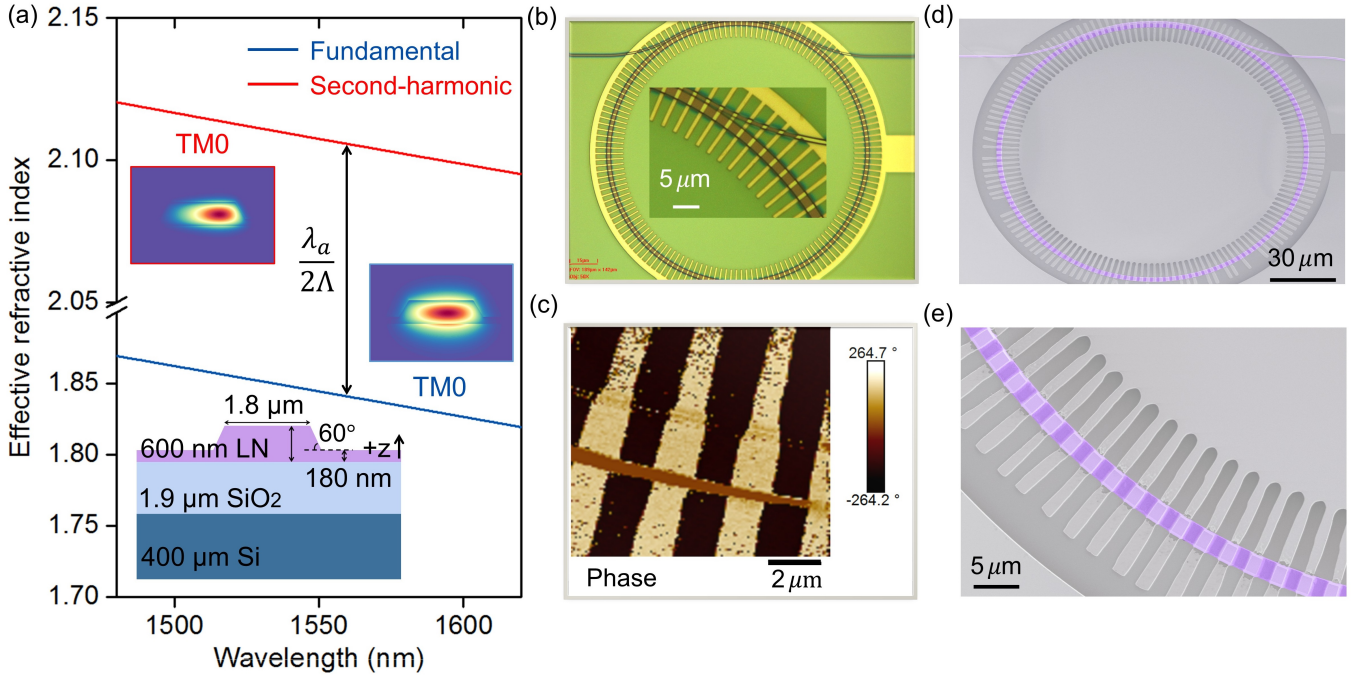 (a)
2.15
2.10
2.05
1.85
1.80
1.75
1.70
Effective refractive index
1500
1550
1600
Wavelength (nm)
Fundamental
Second-harmonic
TM0
λₐ
2Λ
TM0
1.8 μm
600 nm LN
60°
+z
180 nm
1.9 μm SiO₂
400 μm Si
(b)
5 μm
(c)
264.7 °
-264.2 °
Phase
2 μm
(d)
30 μm
(e)
5 μm